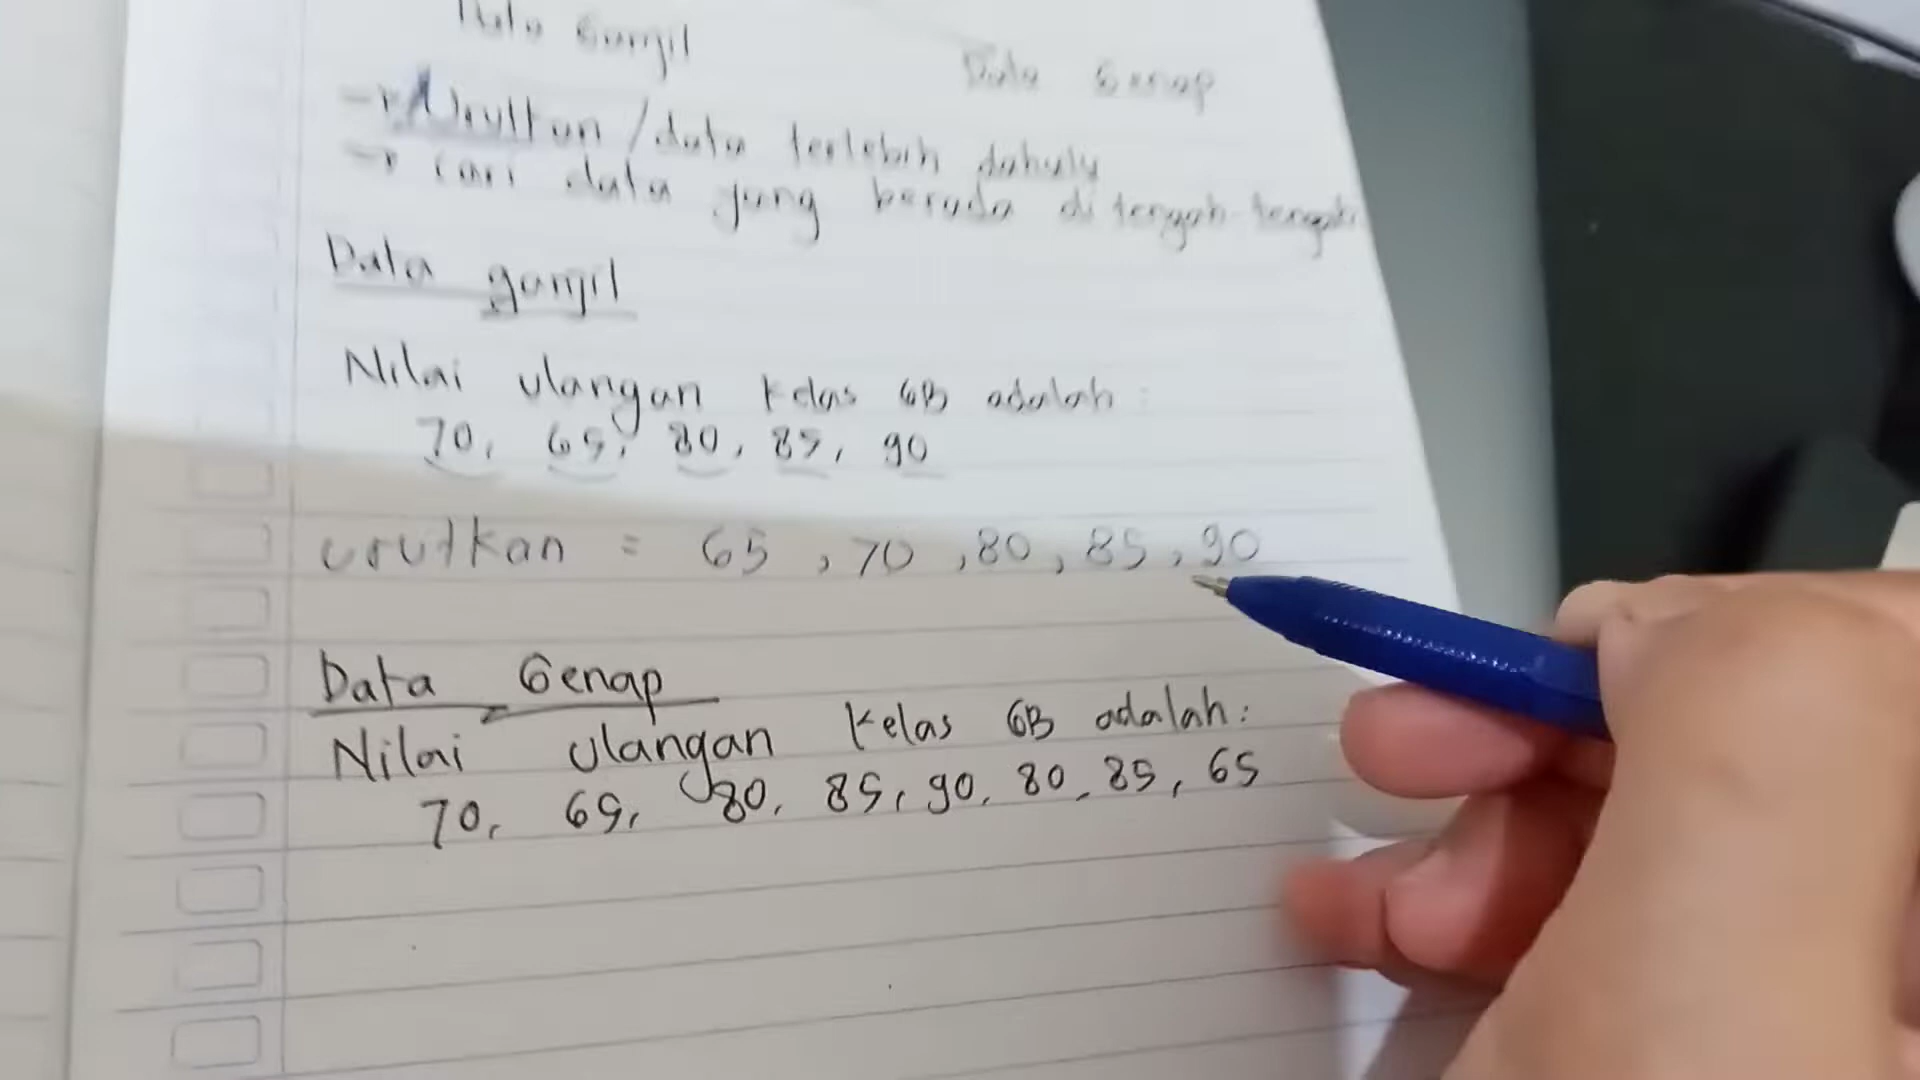 Data Ganjil
Data Genap
→ Urutkan / data terlebih dahulu
→ cari data yang berada di tengah-tengah
Data ganjil
Nilai ulangan kelas 6B adalah :
70, 65, 80, 85, 90
urutkan = 65 , 70 , 80 , 85 , 90
Data Genap
Nilai ulangan kelas 6B adalah :
70, 65, 80, 85, 90, 80, 85, 65